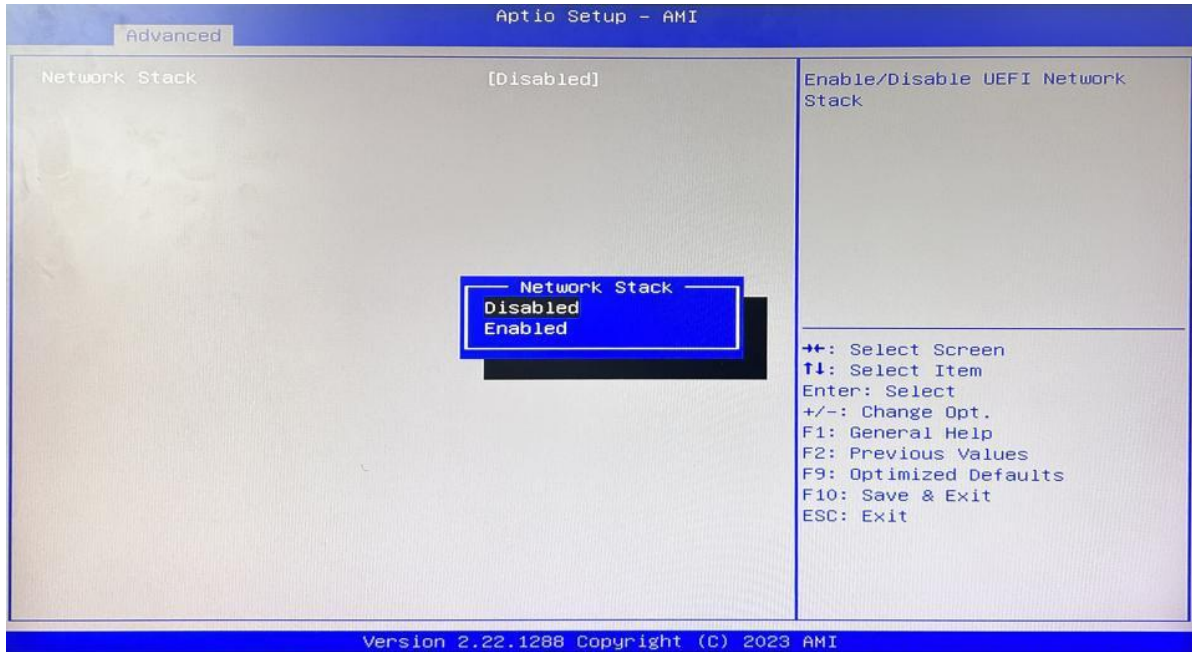 Aptio Setup – AMI
Advanced
Network Stack [Disabled]
Enable/Disable UEFI Network
Stack
Network Stack
Disabled
Enabled
→←: Select Screen
↑↓: Select Item
Enter: Select
+/-: Change Opt.
F1: General Help
F2: Previous Values
F9: Optimized Defaults
F10: Save & Exit
ESC: Exit
Version 2.22.1288 Copyright (C) 2023 AMI